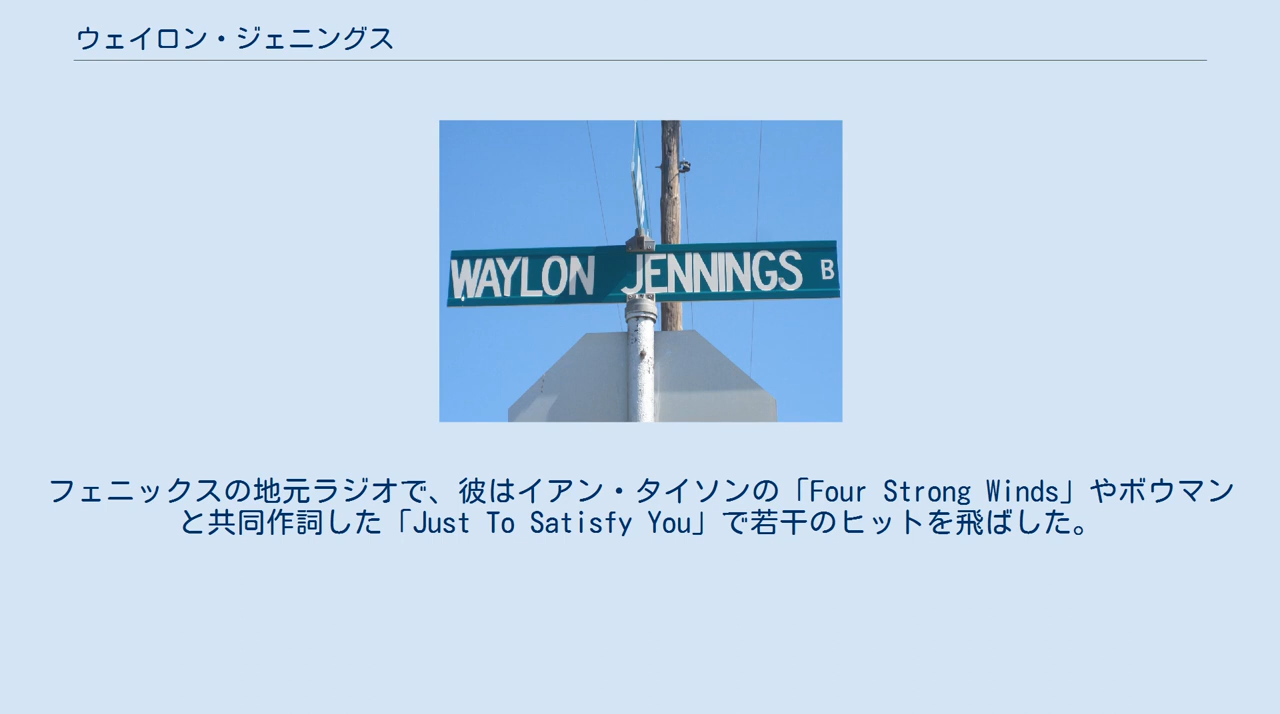 ウェイロン・ジェニングス
WAYLON JENNINGS B
フェニックスの地元ラジオで、彼はイアン・タイソンの「Four Strong Winds」やボウマン
と共同作詞した「Just To Satisfy You」で若干のヒットを飛ばした。